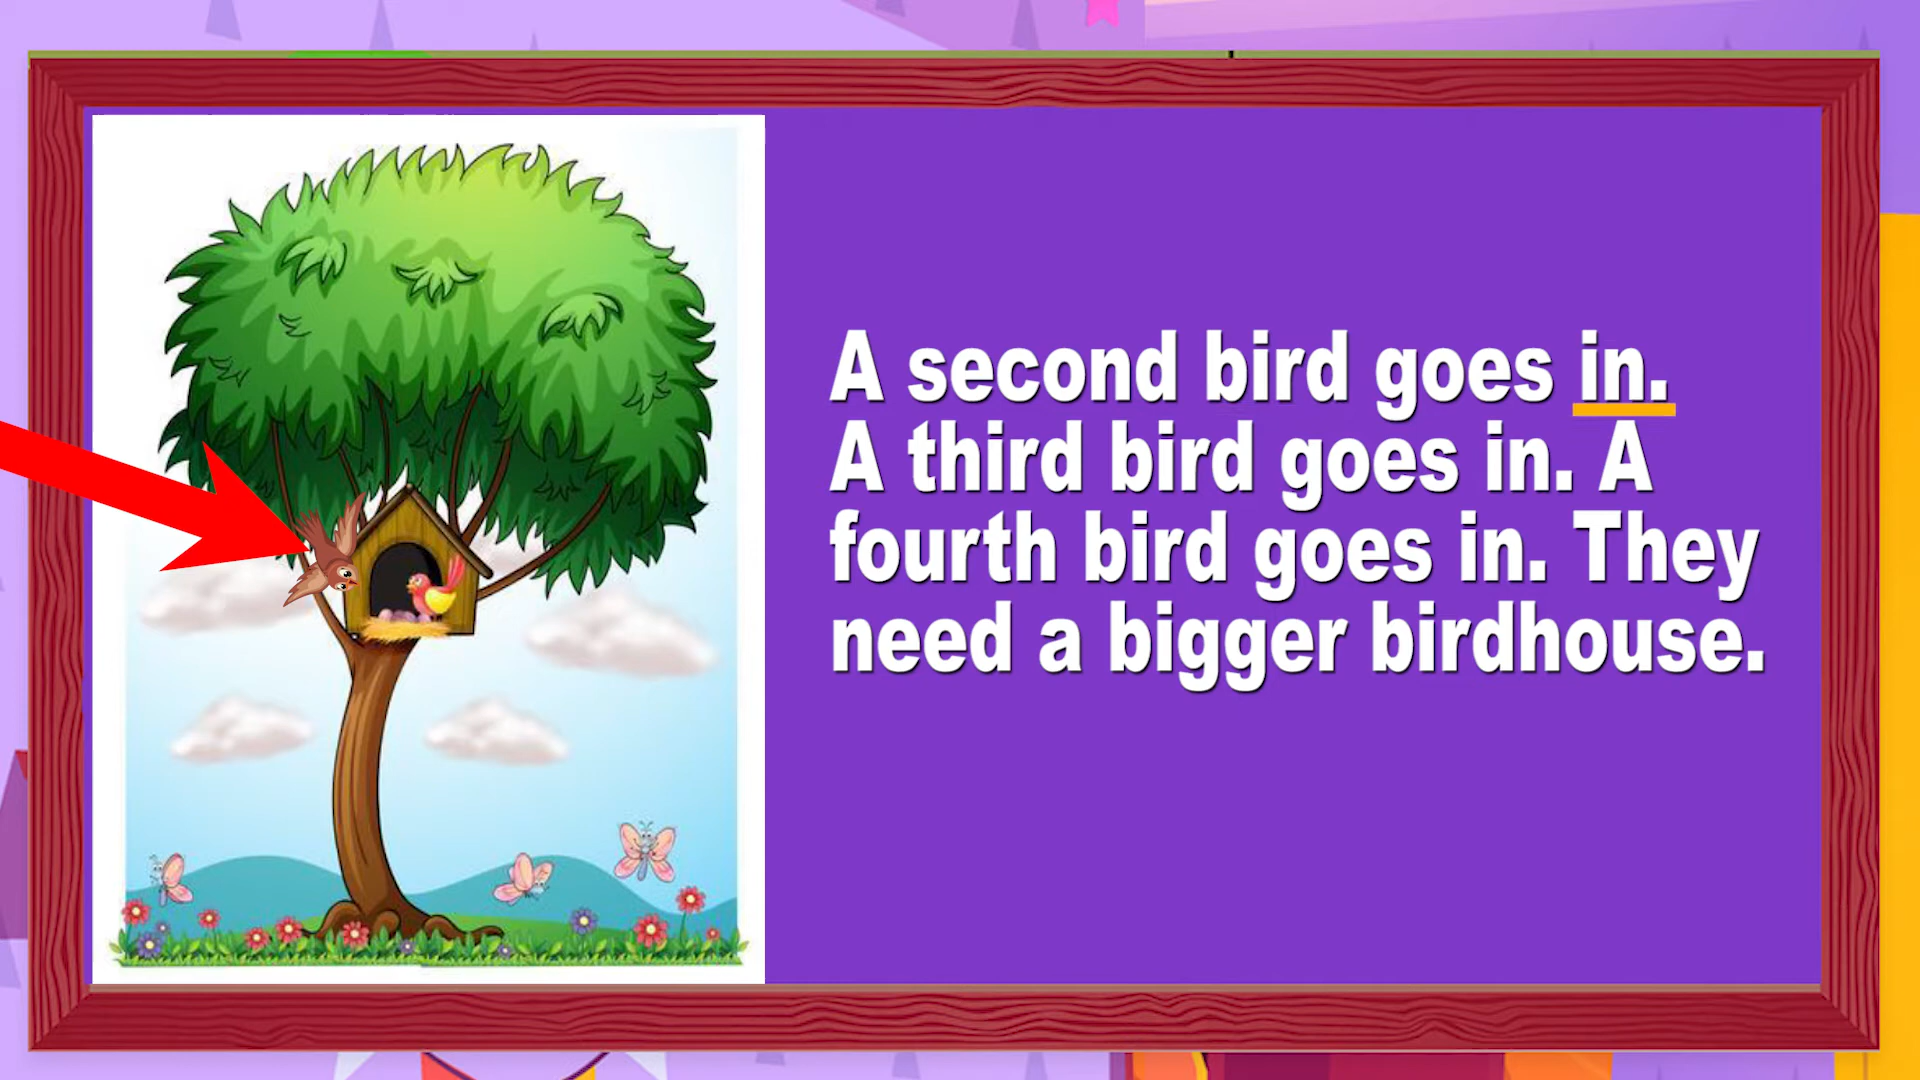 A second bird goes in.
A third bird goes in. A
fourth bird goes in. They
need a bigger birdhouse.